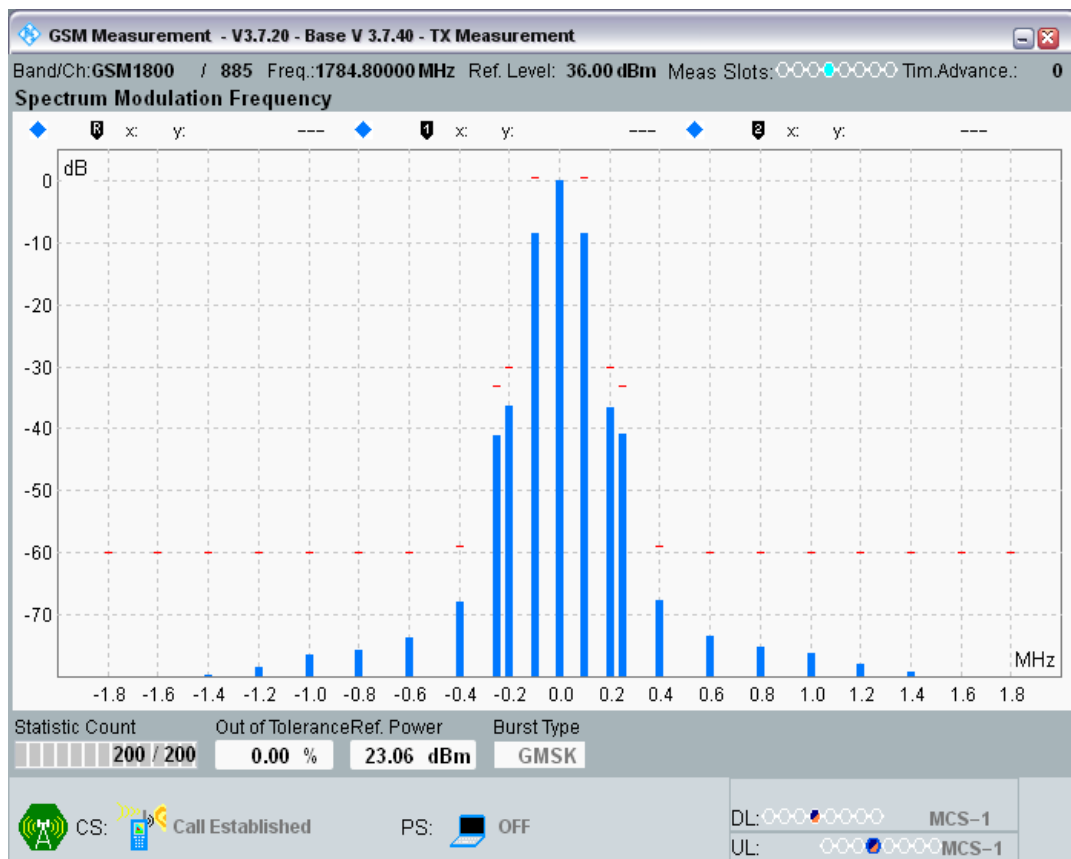 GSM Measurement - V3.7.20 - Base V 3.7.40 - TX Measurement
Band/Ch:GSM1800 / 885 Freq.:1784.80000 MHz Ref. Level: 36.00 dBm Meas Slots: Tim.Advance.: 0
Spectrum Modulation Frequency
R x: y: --- 1 x: y: --- 2 x: y: ---
dB
0
-10
-20
-30
-40
-50
-60
-70
MHz
-1.8 -1.6 -1.4 -1.2 -1.0 -0.8 -0.6 -0.4 -0.2 0.0 0.2 0.4 0.6 0.8 1.0 1.2 1.4 1.6 1.8
Statistic Count Out of Tolerance Ref. Power Burst Type
200 / 200 0.00 % 23.06 dBm GMSK
CS: Call Established PS: OFF
DL: MCS-1
UL: MCS-1